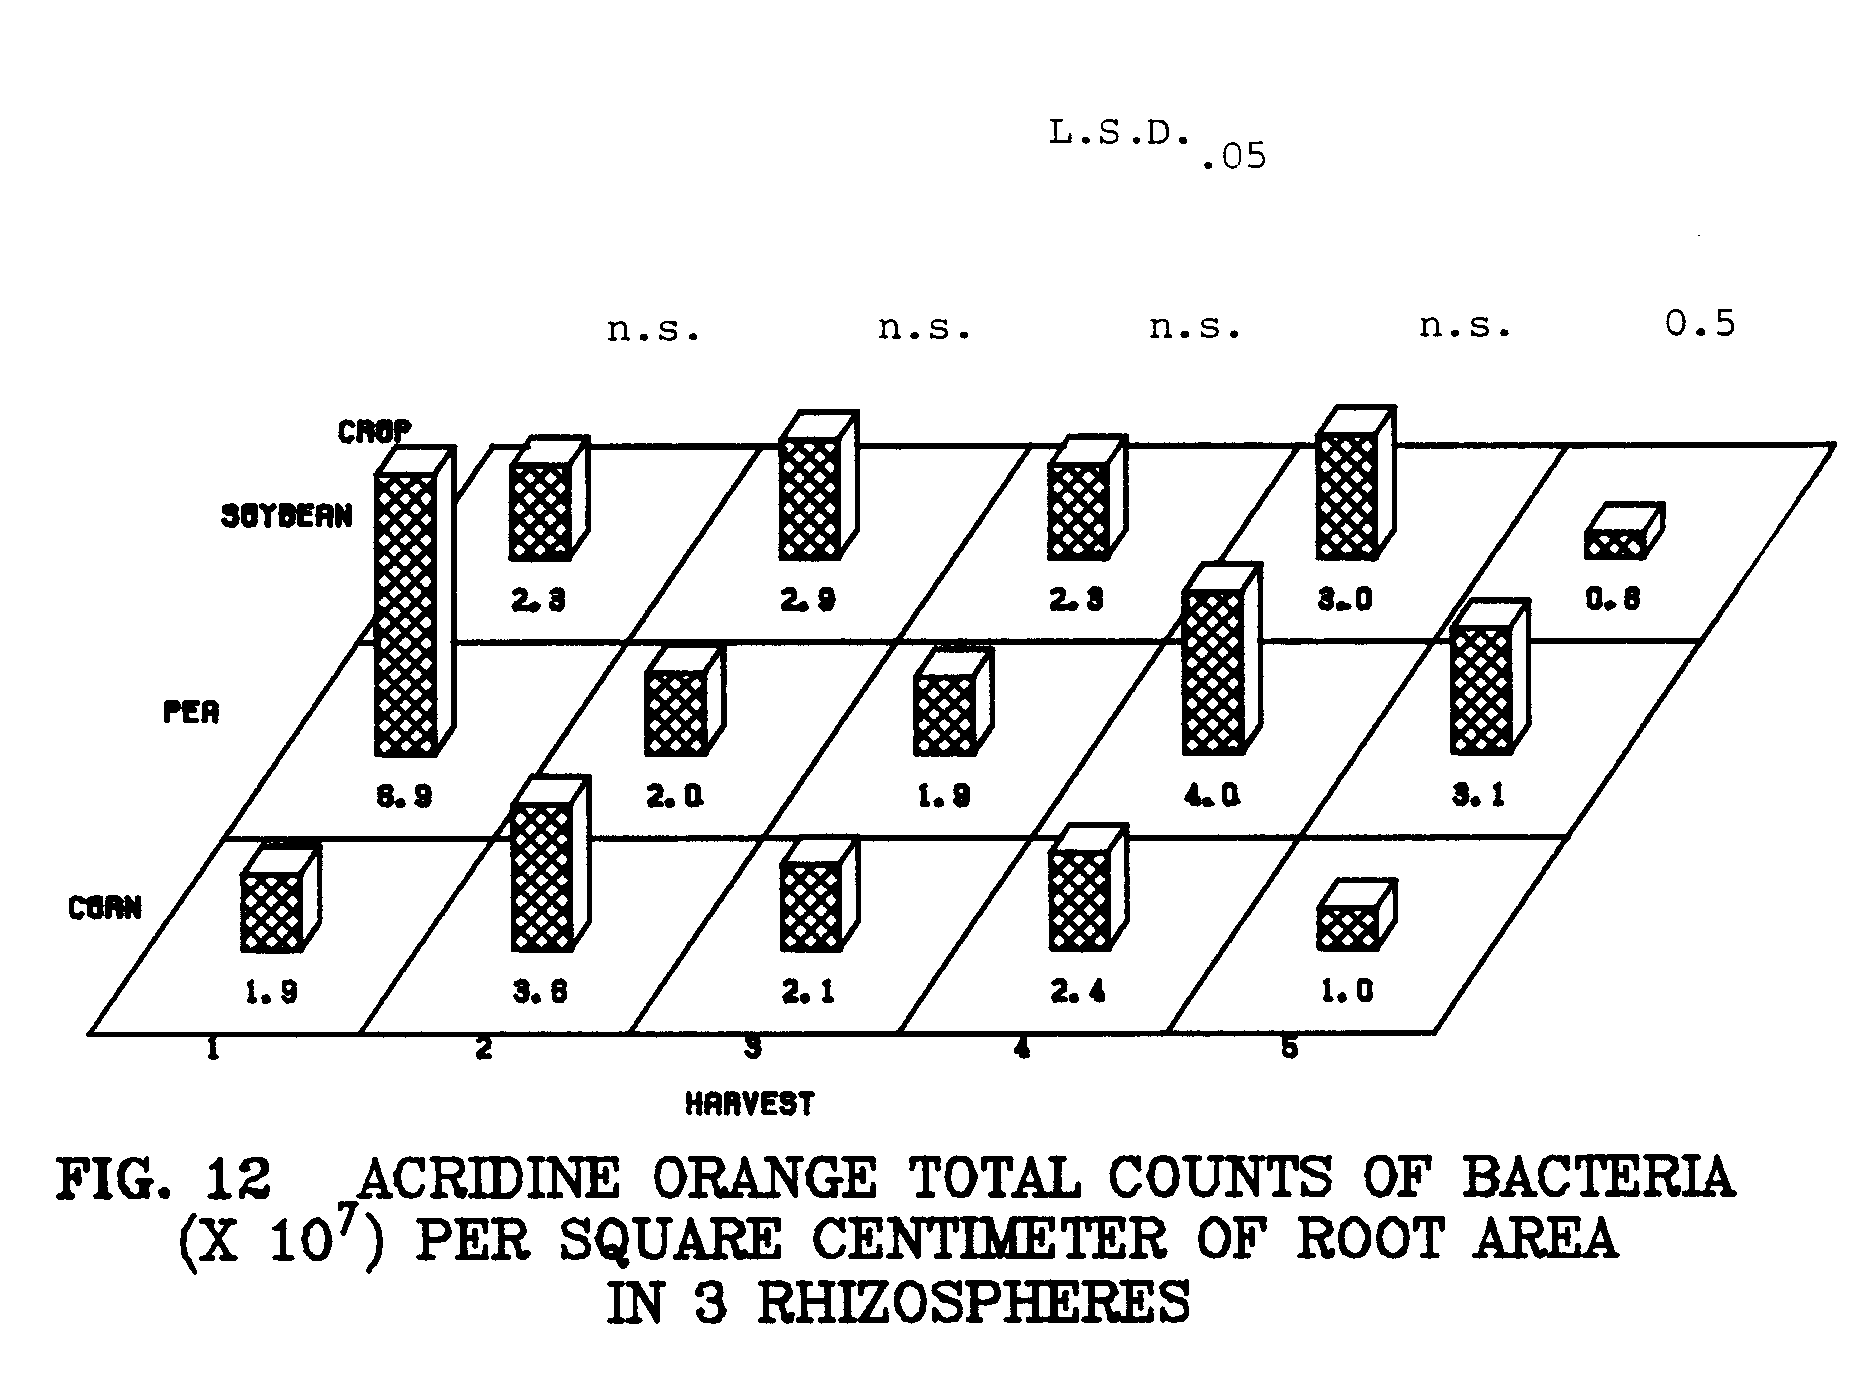 L.S.D. .05
n.s. n.s. n.s. n.s. 0.5
CROP
SOYBEAN
2.3 2.9 2.3 3.0 0.6
PEA
6.9 2.0 1.9 4.0 3.1
CORN
1.9 3.6 2.1 2.4 1.0
1 2 3 4 5
HARVEST
FIG. 12 ACRIDINE ORANGE TOTAL COUNTS OF BACTERIA
(X 10⁷) PER SQUARE CENTIMETER OF ROOT AREA
IN 3 RHIZOSPHERES